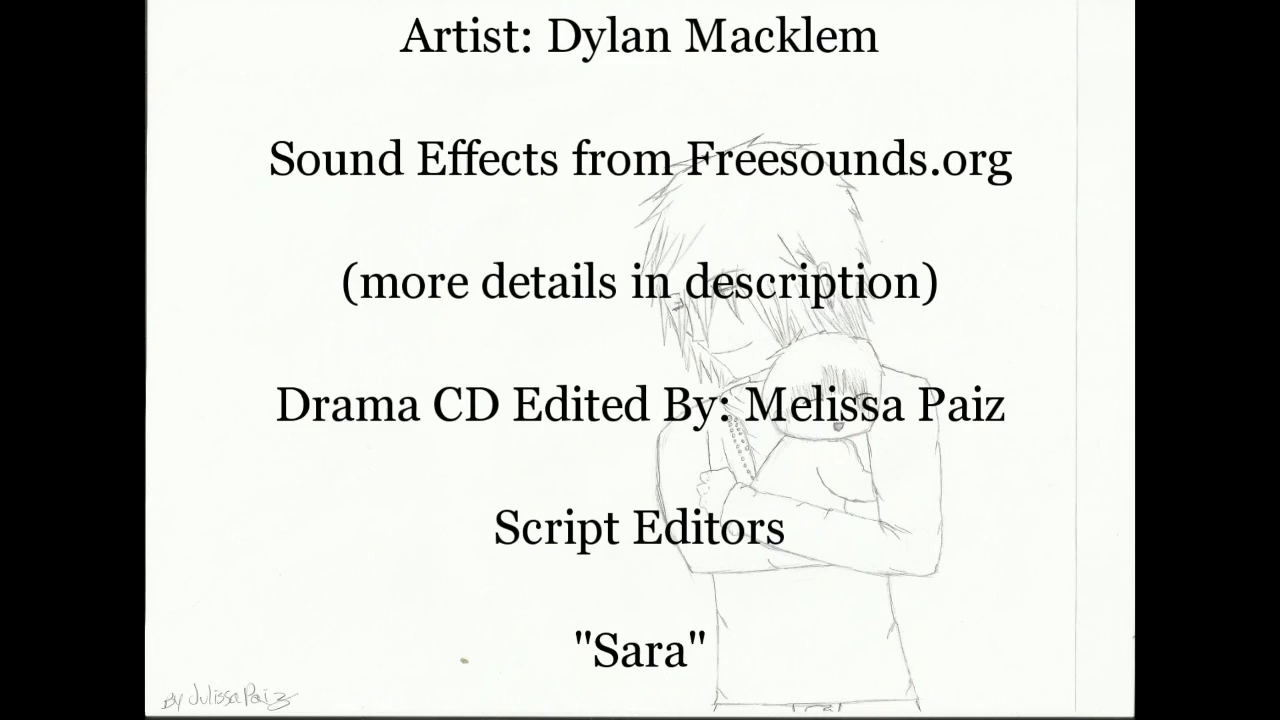 Artist: Dylan Macklem
Sound Effects from Freesounds.org
(more details in description)
Drama CD Edited By: Melissa Paiz
Script Editors
"Sara"
By Julissa Paiz